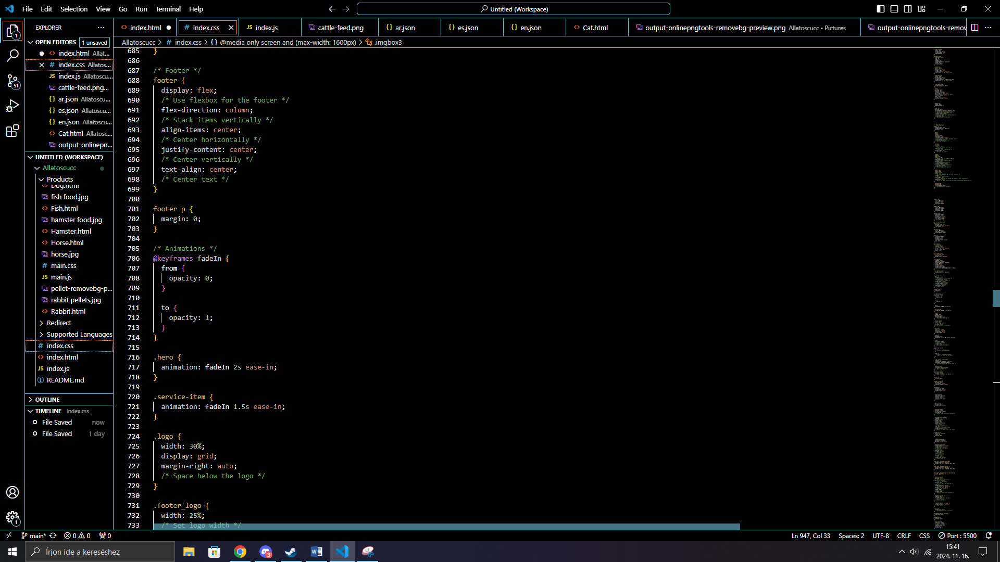 File Edit Selection View Go Run Terminal Help
Untitled (Workspace)
EXPLORER
index.html
index.css
index.js
cattle-feed.png
ar.json
es.json
en.json
Cat.html
output-onlinepngtools-removebg-preview.png Allatoscucc • Pictures
output-onlinepngtools-remov
OPEN EDITORS 1 unsaved
index.html Allat...
index.css Allatos...
index.js Allatoscu...
cattle-feed.png...
ar.json Allatoscu...
es.json Allatoscu...
en.json Allatoscu...
Cat.html Allatosc...
output-onlinepn...
UNTITLED (WORKSPACE)
Allatoscucc
Products
Dog.html
fish food.jpg
Fish.html
hamster food.jpg
Hamster.html
Horse.html
horse.jpg
main.css
main.js
pellet-removebg-p...
rabbit pellets.jpg
Rabbit.html
Redirect
Supported Languages
index.css
index.html
index.js
README.md
OUTLINE
TIMELINE index.css
File Saved now
File Saved 1 day
Allatoscucc > # index.css > {} @media only screen and (max-width: 1600px) > .imgbox3
685 }
686
687 /* Footer */
688 footer {
689 display: flex;
690 /* Use flexbox for the footer */
691 flex-direction: column;
692 /* Stack items vertically */
693 align-items: center;
694 /* Center horizontally */
695 justify-content: center;
696 /* Center vertically */
697 text-align: center;
698 /* Center text */
699 }
700
701 footer p {
702 margin: 0;
703 }
704
705 /* Animations */
706 @keyframes fadeIn {
707 from {
708 opacity: 0;
709 }
710
711 to {
712 opacity: 1;
713 }
714 }
715
716 .hero {
717 animation: fadeIn 2s ease-in;
718 }
719
720 .service-item {
721 animation: fadeIn 1.5s ease-in;
722 }
723
724 .logo {
725 width: 30%;
726 display: grid;
727 margin-right: auto;
728 /* Space below the logo */
729 }
730
731 .footer_logo {
732 width: 25%;
733 /* Set logo width */
main* 0 0 0
Ln 947, Col 33 Spaces: 2 UTF-8 CRLF CSS Port : 5500
Írjon ide a kereséshez
15:41
2024. 11. 16.